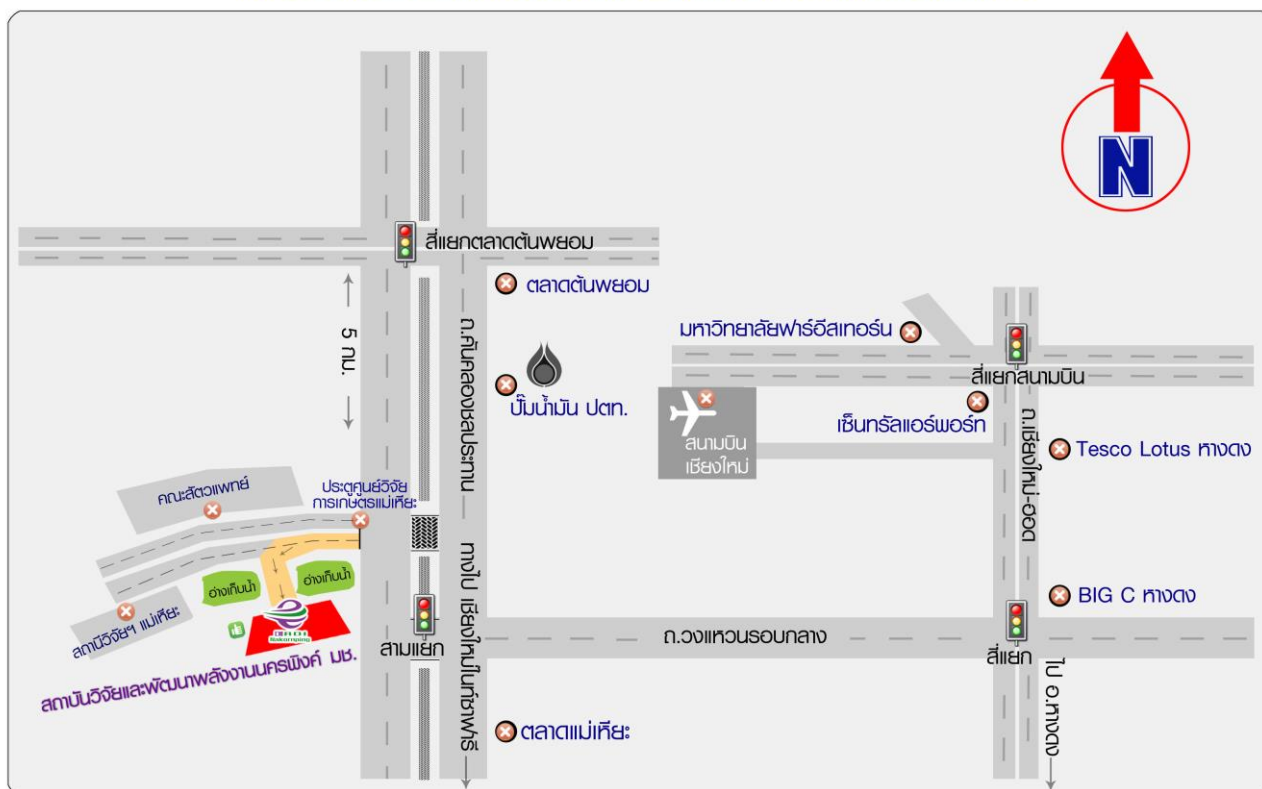 N
สี่แยกตลาดต้นพยอม
ตลาดต้นพยอม
5 กม.
ถ.คันคลองชลประทาน
ปั๊มน้ำมัน ปตท.
มหาวิทยาลัยฟาร์อีสเทอร์น
สี่แยกสนามบิน
เซ็นทรัลแอร์พอร์ท
สนามบิน
เชียงใหม่
ถ.เชียงใหม่-ฮอด
Tesco Lotus หางดง
คณะสัตวแพทย์
ประตูศูนย์วิจัย
การเกษตรแม่เหียะ
อ่างเก็บน้ำ
อ่างเก็บน้ำ
สถานีวิจัยฯ แม่เหียะ
Nakornping
สถาบันวิจัยและพัฒนาพลังงานนครพิงค์ มช.
ทางไป เชียงใหม่ไนท์ซาฟารี
สามแยก
ถ.วงแหวนรอบกลาง
BIG C หางดง
สี่แยก
ไป อ.หางดง
ตลาดแม่เหียะ